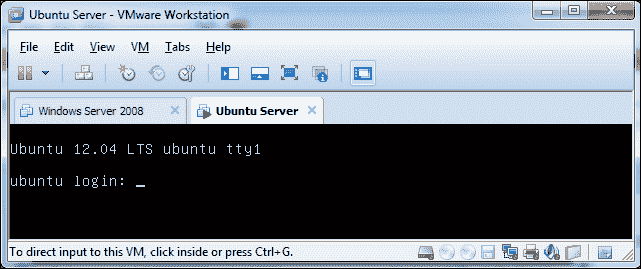 Ubuntu Server - VMware Workstation
File Edit View VM Tabs Help
Windows Server 2008 Ubuntu Server
Ubuntu 12.04 LTS ubuntu tty1
ubuntu login: _
To direct input to this VM, click inside or press Ctrl+G.